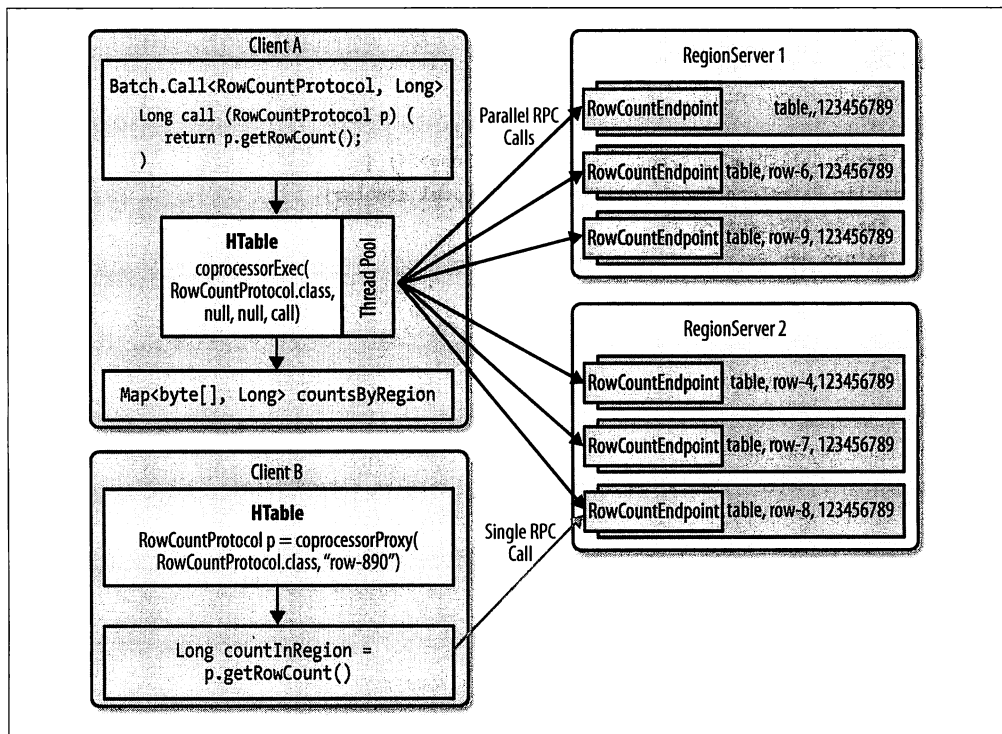 Client A
Batch.Call<RowCountProtocol, Long>
Long call (RowCountProtocol p) (
return p.getRowCount();
)
HTable
coprocessorExec(
RowCountProtocol.class,
null, null, call)
Thread Pool
Map<byte[], Long> countsByRegion
Parallel RPC
Calls
RegionServer 1
RowCountEndpoint table,,123456789
RowCountEndpoint table, row-6, 123456789
RowCountEndpoint table, row-9, 123456789
RegionServer 2
RowCountEndpoint table, row-4,123456789
RowCountEndpoint table, row-7, 123456789
RowCountEndpoint table, row-8, 123456789
Client B
HTable
RowCountProtocol p = coprocessorProxy(
RowCountProtocol.class, “row-890”)
Long countInRegion =
p.getRowCount()
Single RPC
Call